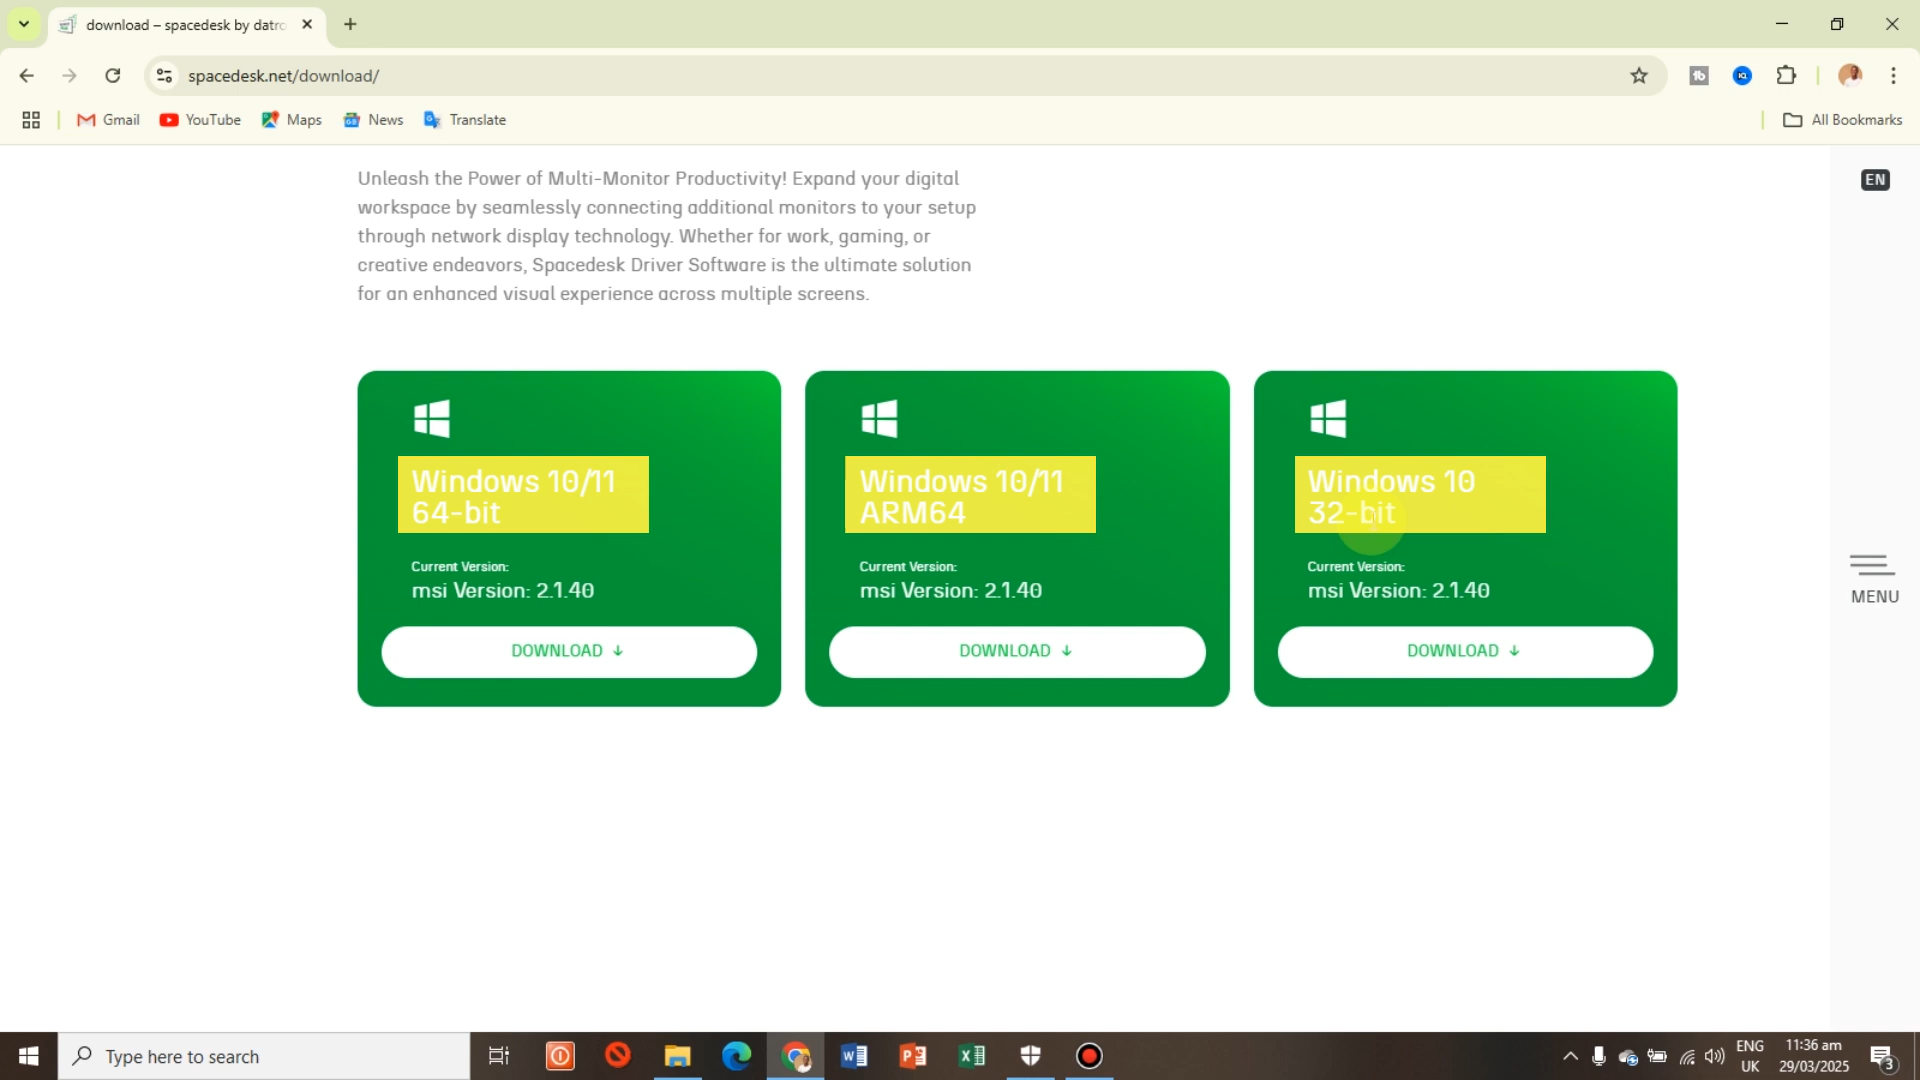 download – spacedesk by datro
spacedesk.net/download/
Gmail
YouTube
Maps
News
Translate
All Bookmarks
Unleash the Power of Multi-Monitor Productivity! Expand your digital
workspace by seamlessly connecting additional monitors to your setup
through network display technology. Whether for work, gaming, or
creative endeavors, Spacedesk Driver Software is the ultimate solution
for an enhanced visual experience across multiple screens.
EN
Windows 10/11
64-bit
Current Version:
msi Version: 2.1.40
DOWNLOAD ↓
Windows 10/11
ARM64
Current Version:
msi Version: 2.1.40
DOWNLOAD ↓
Windows 10
32-bit
Current Version:
msi Version: 2.1.40
DOWNLOAD ↓
MENU
Type here to search
ENG
UK
11:36 am
29/03/2025
3